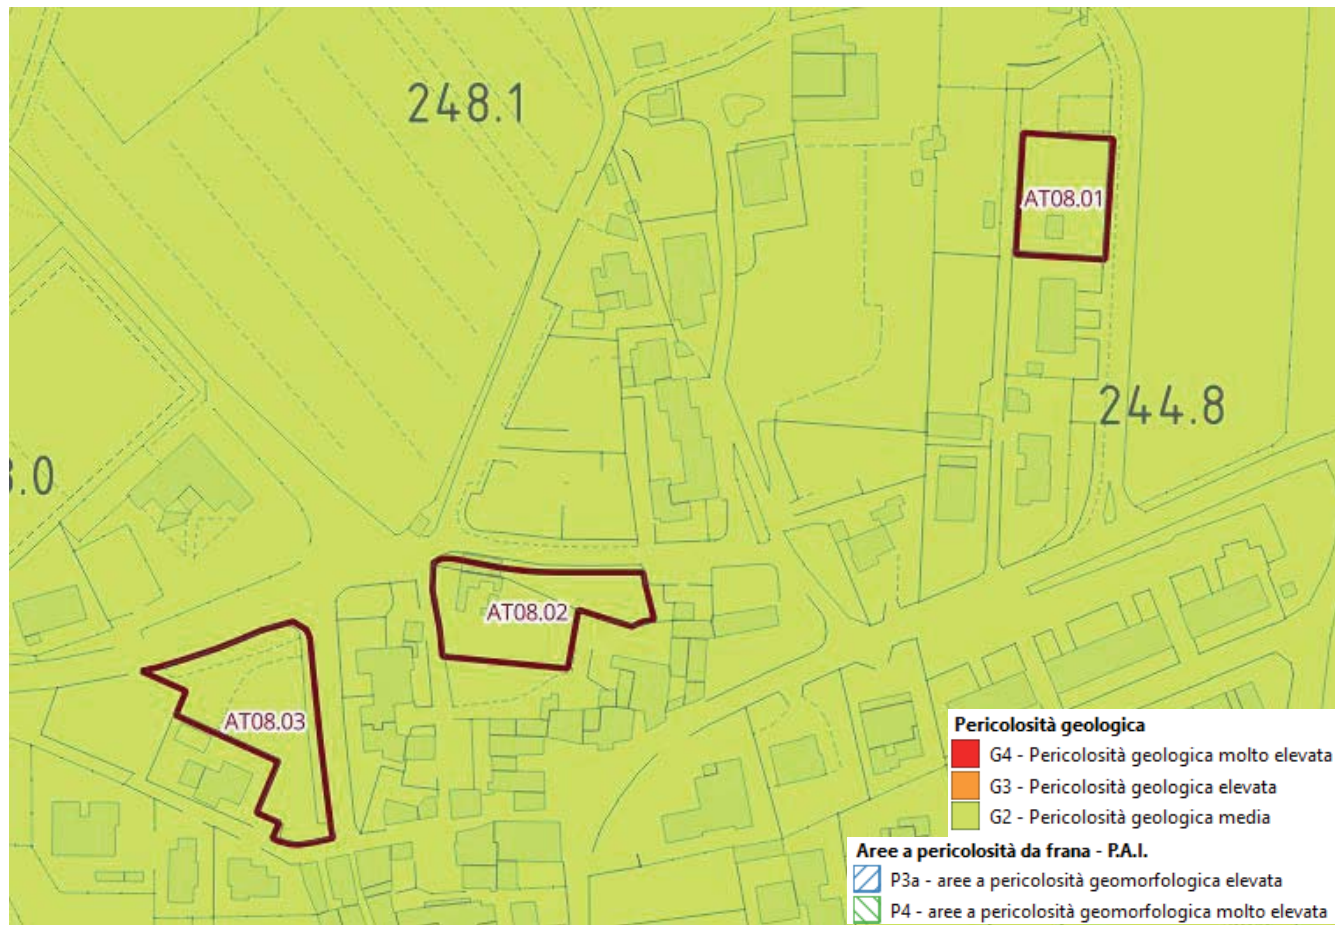 248.1
AT08.01
244.8
.0
AT08.02
AT08.03
Pericolosità geologica
G4 - Pericolosità geologica molto elevata
G3 - Pericolosità geologica elevata
G2 - Pericolosità geologica media
Aree a pericolosità da frana - P.A.I.
P3a - aree a pericolosità geomorfologica elevata
P4 - aree a pericolosità geomorfologica molto elevata